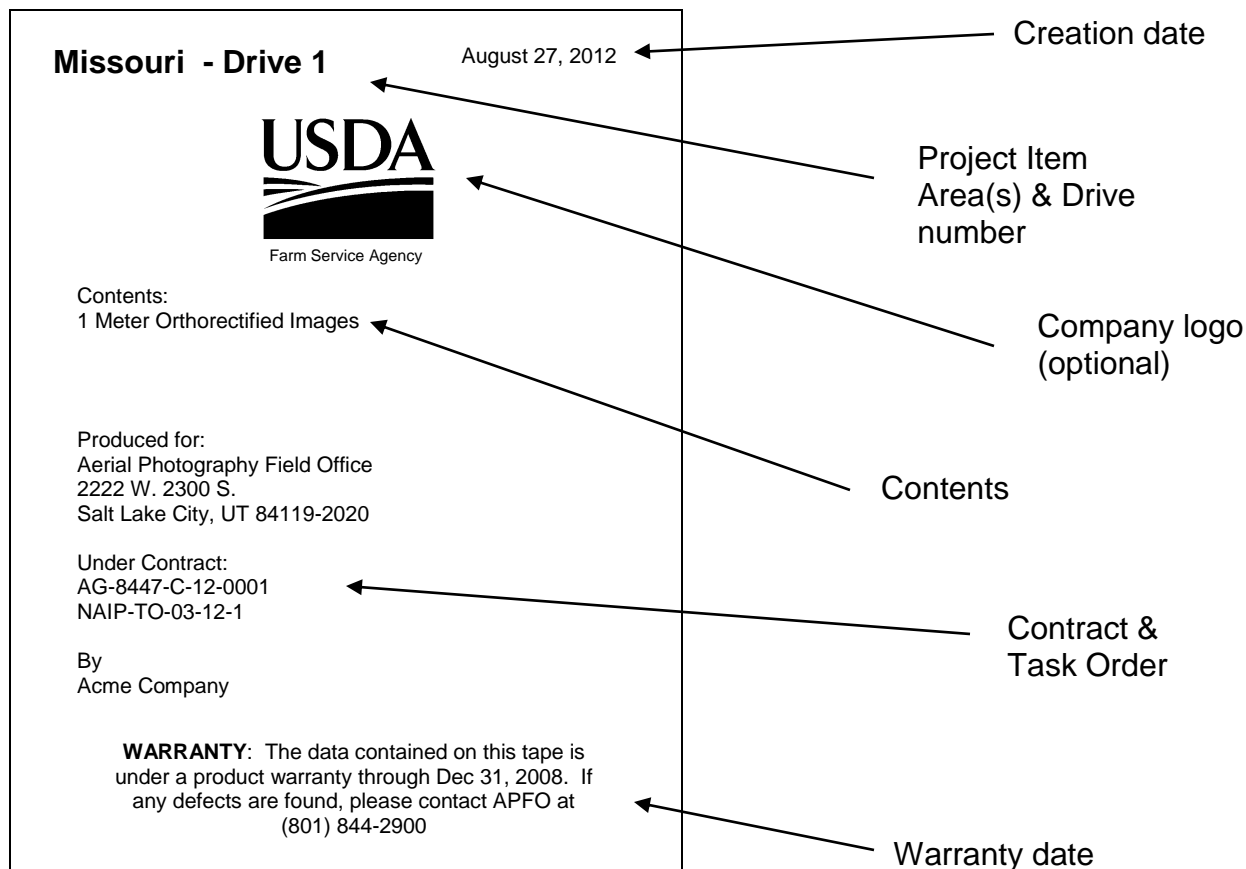 Missouri - Drive 1
August 27, 2012
USDA
Farm Service Agency
Contents:
1 Meter Orthorectified Images
Produced for:
Aerial Photography Field Office
2222 W. 2300 S.
Salt Lake City, UT 84119-2020
Under Contract:
AG-8447-C-12-0001
NAIP-TO-03-12-1
By
Acme Company
WARRANTY: The data contained on this tape is
under a product warranty through Dec 31, 2008. If
any defects are found, please contact APFO at
(801) 844-2900
Creation date
Project Item
Area(s) & Drive
number
Company logo
(optional)
Contents
Contract &
Task Order
Warranty date